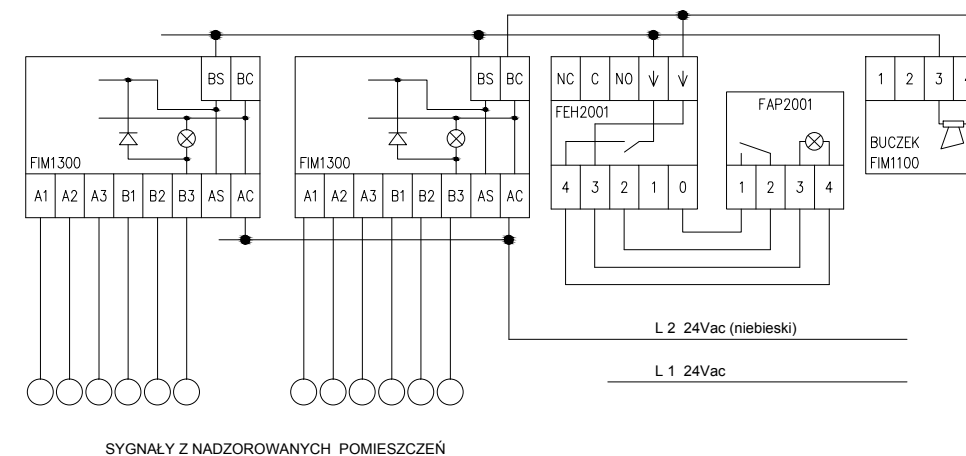 BS BC
FIM1300
A1 A2 A3 B1 B2 B3 AS AC
BS BC
FIM1300
A1 A2 A3 B1 B2 B3 AS AC
NC C NO ↓ ↓
FEH2001
4 3 2 1 0
FAP2001
1 2 3 4
1 2 3 4
BUCZEK
FIM1100
L 2 24Vac (niebieski)
L 1 24Vac
SYGNAŁY Z NADZOROWANYCH POMIESZCZEŃ